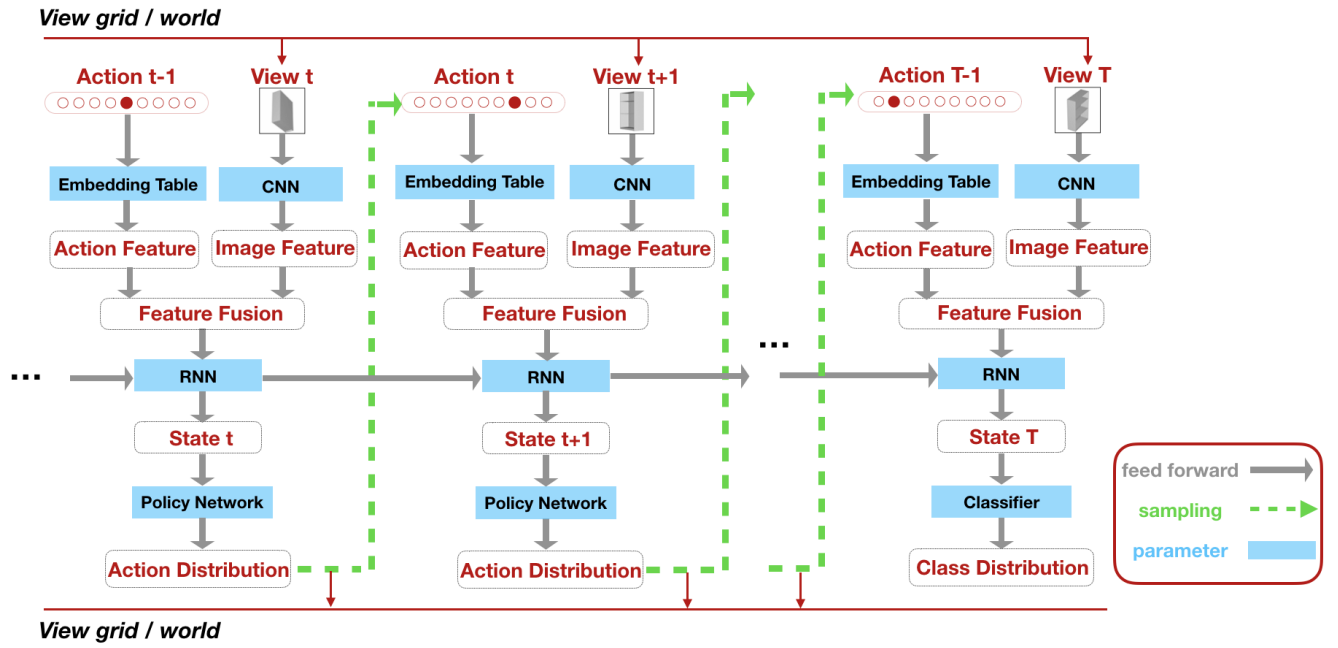 View grid / world
Action t-1
View t
Action t
View t+1
Action T-1
View T
Embedding Table
CNN
Embedding Table
CNN
Embedding Table
CNN
Action Feature
Image Feature
Action Feature
Image Feature
Action Feature
Image Feature
Feature Fusion
Feature Fusion
Feature Fusion
...
...
RNN
RNN
RNN
State t
State t+1
State T
Policy Network
Policy Network
Classifier
Action Distribution
Action Distribution
Class Distribution
feed forward
sampling
parameter
View grid / world